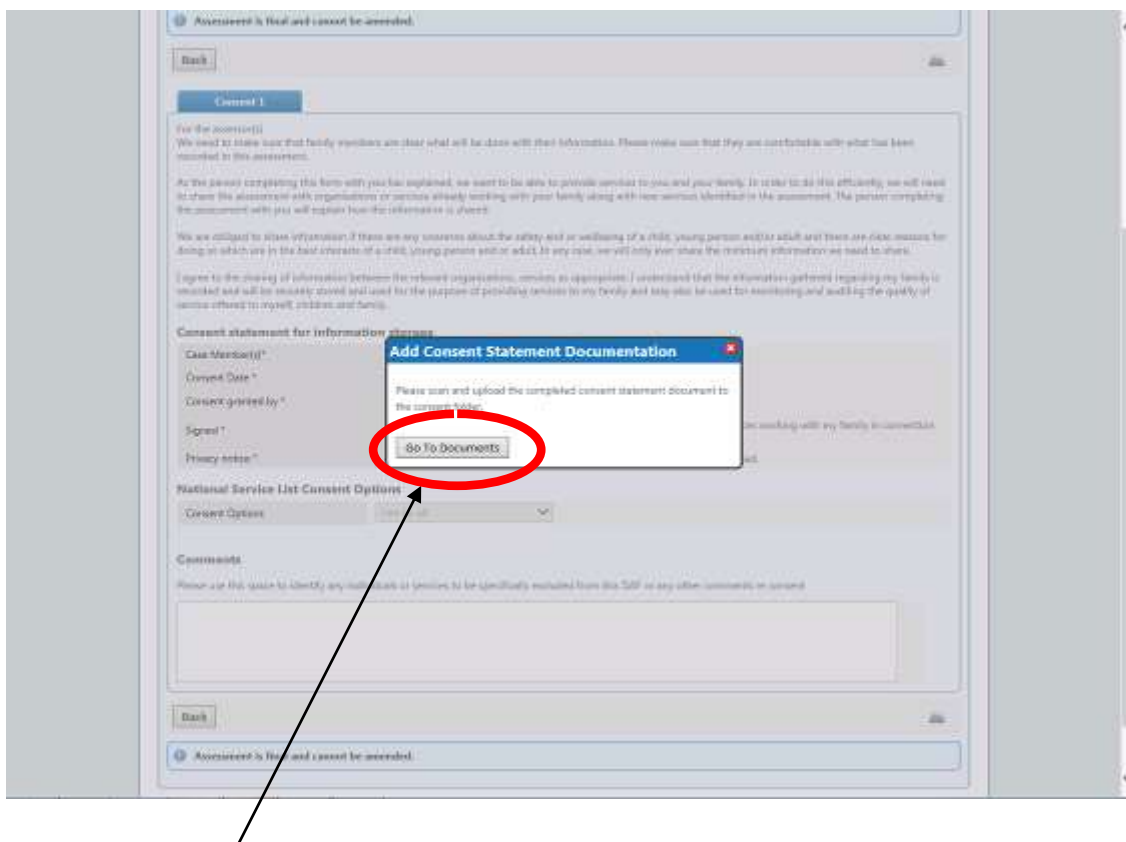 Assessment is final and cannot be amended.
Back
Consent 1
For the assessor(s)
We need to make sure that family members are clear what will be done with their information. Please make sure that they are comfortable with what has been
recorded in this assessment.
As the person completing this form with you has explained, we want to be able to provide services to you and your family. In order to do this efficiently, we will need
to share the assessment with organisations or services already working with your family along with new services identified in the assessment. The person completing
the assessment with you will explain how the information is shared.
We are obliged to share information if there are any concerns about the safety and or wellbeing of a child, young person and/or adult and there are clear reasons for
doing so which are in the best interests of a child, young person and or adult. In any case, we will only ever share the minimum information we need to share.
I agree to the sharing of information between the relevant organisations, services as appropriate. I understand that the information gathered regarding my family is
recorded and will be securely stored and used for the purpose of providing services to my family and may also be used for monitoring and auditing the quality of
service offered to myself, children and family.
Consent statement for information storage
Case Member(s)*
Add Consent Statement Documentation
Consent Date *
Please scan and upload the completed consent statement document to
the consent folder.
Consent granted by *
Signed *
working with my family in connection
Go To Documents
Privacy notice *
National Service List Consent Options
Consent Options
Comments
Please use this space to identify any individuals or services to be specifically excluded from this or any other comments re consent
Back
Assessment is final and cannot be amended.